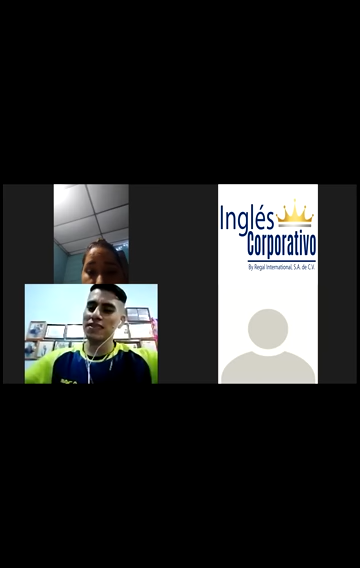 Inglés
Corporativo
By Regal International, S.A. de C.V.